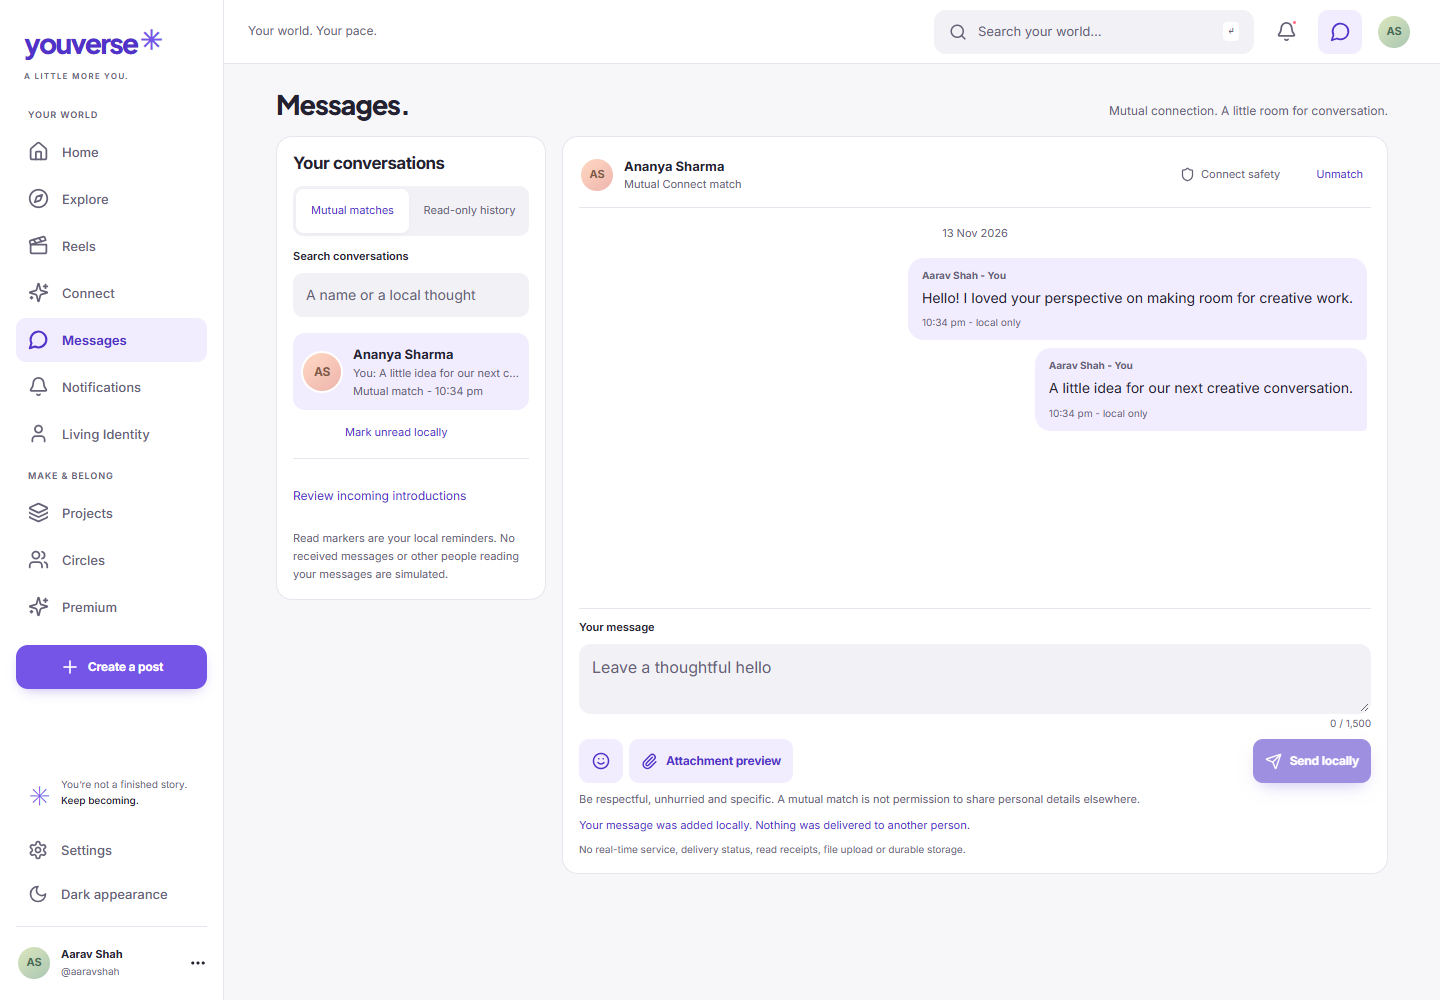 youverse
A LITTLE MORE YOU.
YOUR WORLD
Home
Explore
Reels
Connect
Messages
Notifications
Living Identity
MAKE & BELONG
Projects
Circles
Premium
Create a post
You're not a finished story.
Keep becoming.
Settings
Dark appearance
AS
Aarav Shah
@aaravshah
Your world. Your pace.
Search your world...
AS
Messages.
Mutual connection. A little room for conversation.
Your conversations
Mutual matches
Read-only history
Search conversations
A name or a local thought
AS
Ananya Sharma
You: A little idea for our next c...
Mutual match - 10:34 pm
Mark unread locally
Review incoming introductions
Read markers are your local reminders. No
received messages or other people reading
your messages are simulated.
AS
Ananya Sharma
Mutual Connect match
Connect safety
Unmatch
13 Nov 2026
Aarav Shah - You
Hello! I loved your perspective on making room for creative work.
10:34 pm - local only
Aarav Shah - You
A little idea for our next creative conversation.
10:34 pm - local only
Your message
Leave a thoughtful hello
0 / 1,500
Attachment preview
Send locally
Be respectful, unhurried and specific. A mutual match is not permission to share personal details elsewhere.
Your message was added locally. Nothing was delivered to another person.
No real-time service, delivery status, read receipts, file upload or durable storage.